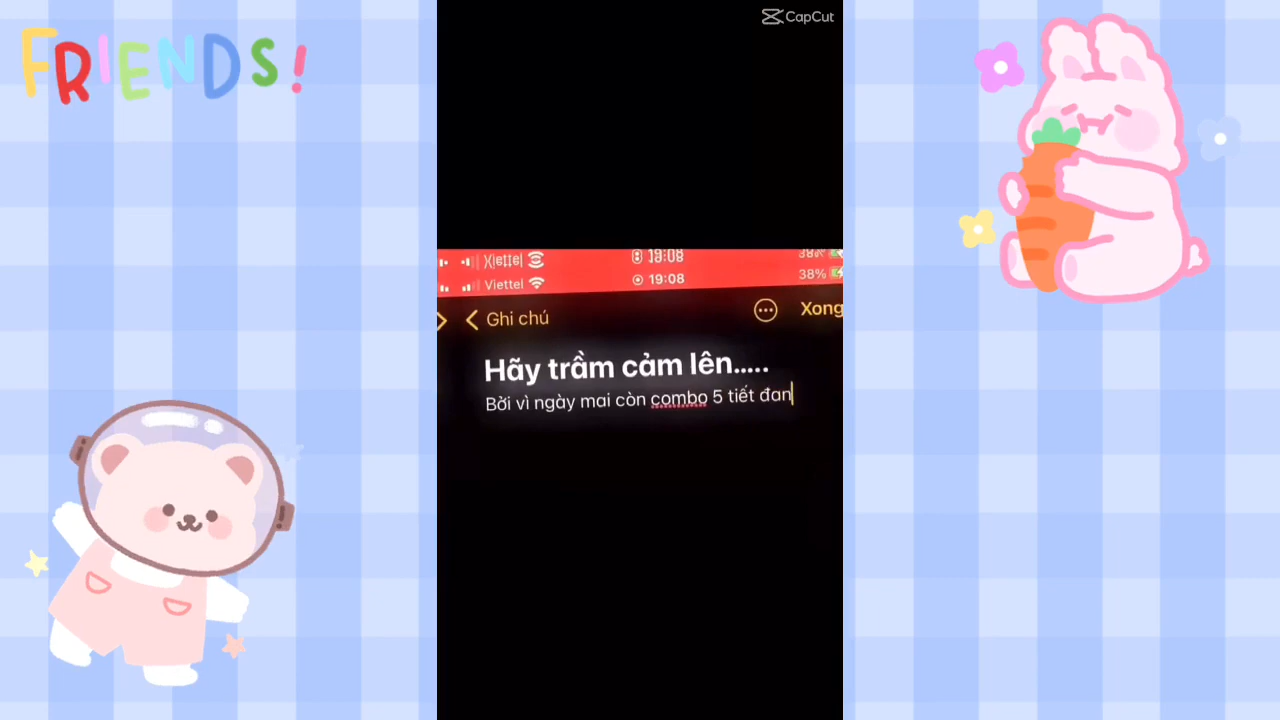 FRIENDS!
CapCut
Viettel 19:08 38%
Viettel 19:08 38%
Ghi chú Xong
Hãy trầm cảm lên.....
Bởi vì ngày mai còn combo 5 tiết đan